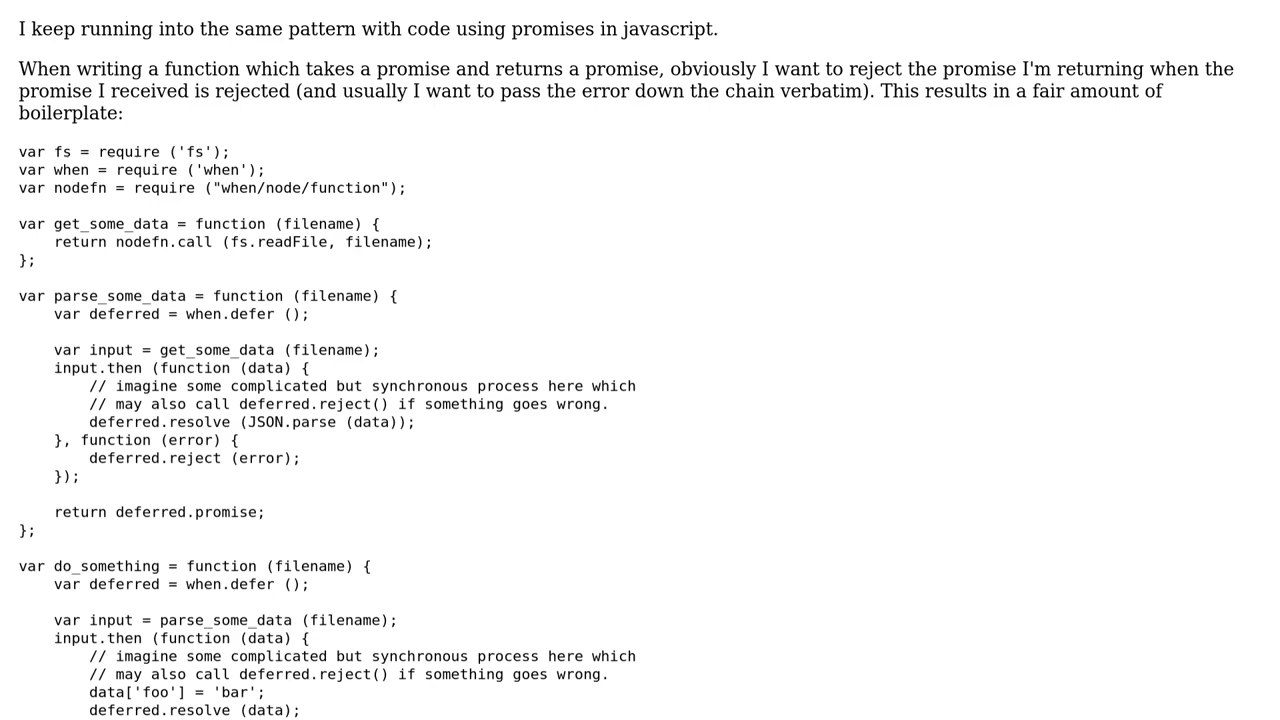 I keep running into the same pattern with code using promises in javascript.
When writing a function which takes a promise and returns a promise, obviously I want to reject the promise I'm returning when the
promise I received is rejected (and usually I want to pass the error down the chain verbatim). This results in a fair amount of
boilerplate:
var fs = require ('fs');
var when = require ('when');
var nodefn = require ("when/node/function");

var get_some_data = function (filename) {
    return nodefn.call (fs.readFile, filename);
};

var parse_some_data = function (filename) {
    var deferred = when.defer ();

    var input = get_some_data (filename);
    input.then (function (data) {
        // imagine some complicated but synchronous process here which
        // may also call deferred.reject() if something goes wrong.
        deferred.resolve (JSON.parse (data));
    }, function (error) {
        deferred.reject (error);
    });

    return deferred.promise;
};

var do_something = function (filename) {
    var deferred = when.defer ();

    var input = parse_some_data (filename);
    input.then (function (data) {
        // imagine some complicated but synchronous process here which
        // may also call deferred.reject() if something goes wrong.
        data['foo'] = 'bar';
        deferred.resolve (data);